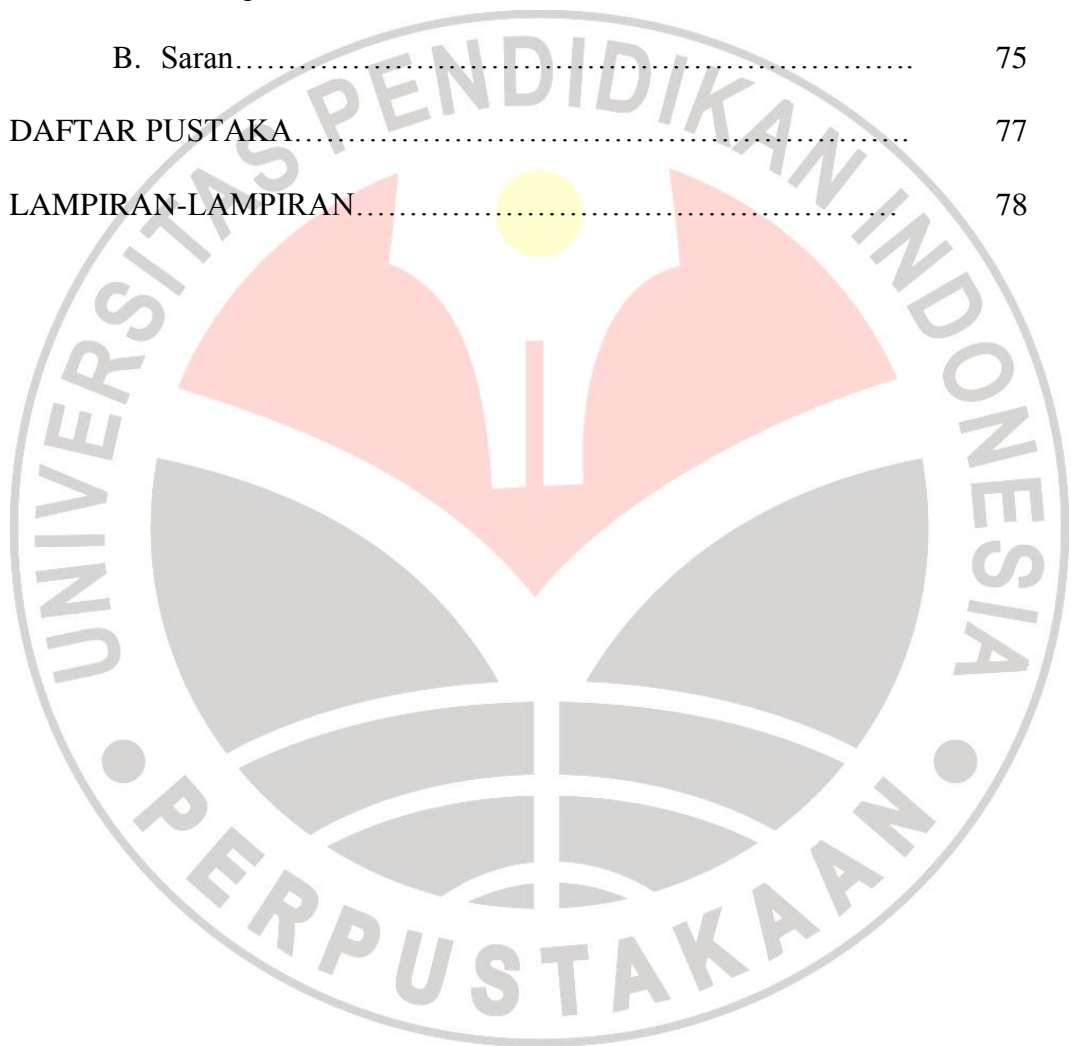 B. Saran……………………………………………………………. 75
DAFTAR PUSTAKA…………………………………………………. 77
LAMPIRAN-LAMPIRAN…………………………………………… 78
UNIVERSITAS PENDIDIKAN INDONESIA
PERPUSTAKAAN